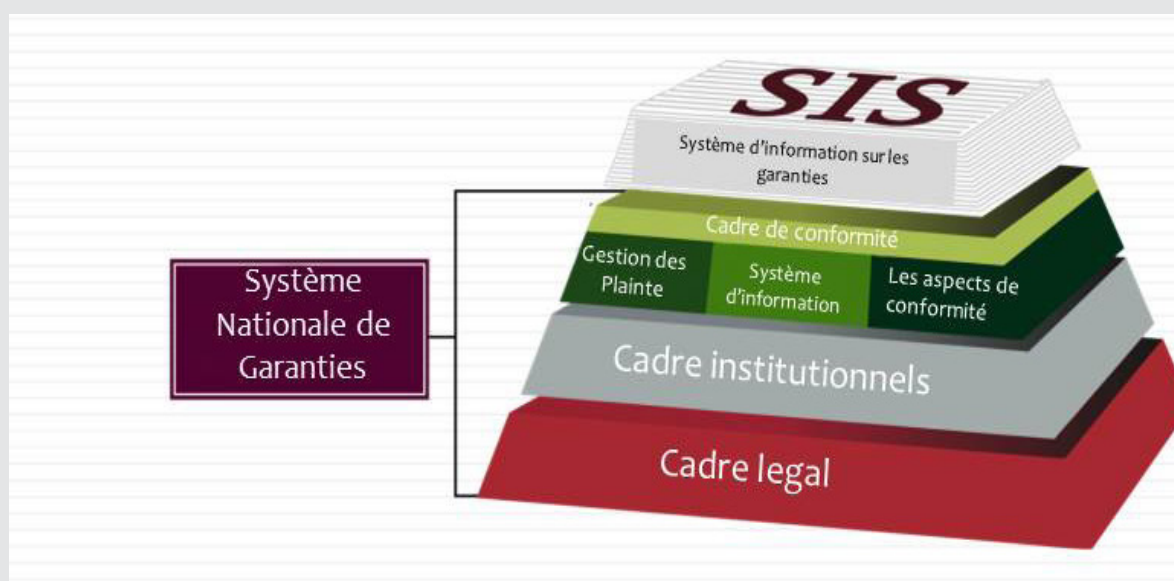 SIS
Système d'information sur les
garanties
Cadre de conformité
Gestion des
Plainte
Système
d'information
Les aspects de
conformité
Cadre institutionnels
Cadre legal
Système
Nationale de
Garanties